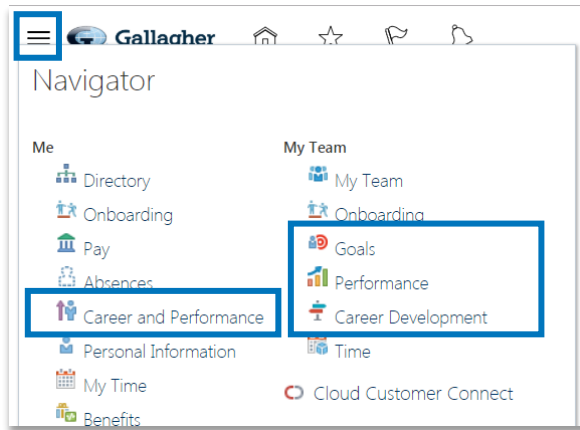 Gallagher
Navigator
Me
Directory
Onboarding
Pay
Absences
Career and Performance
Personal Information
My Time
Benefits
My Team
My Team
Onboarding
Goals
Performance
Career Development
Time
Cloud Customer Connect